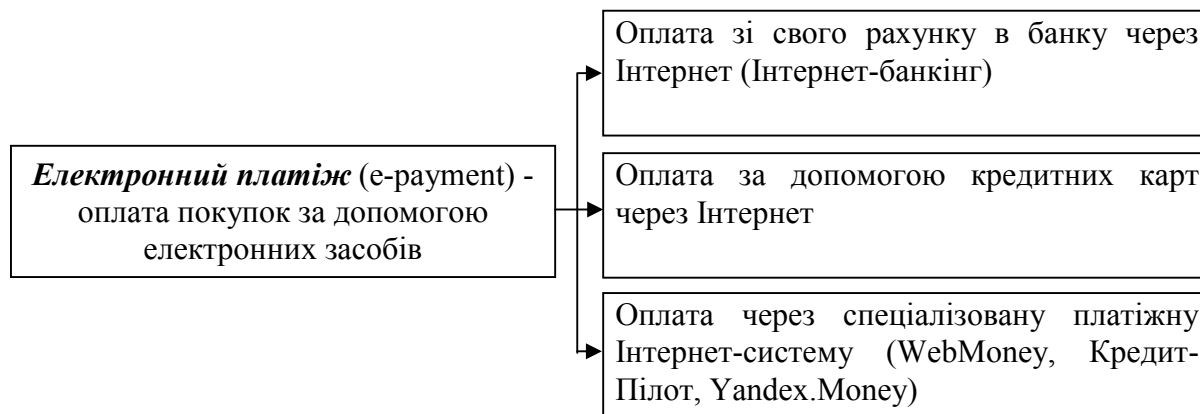 Оплата зі свого рахунку в банку через
Інтернет (Інтернет-банкінг)
Електронний платіж (e-payment) -
оплата покупок за допомогою
електронних засобів
Оплата за допомогою кредитних карт
через Інтернет
Оплата через спеціалізовану платіжну
Інтернет-систему (WebMoney, Кредит-
Пілот, Yandex.Money)